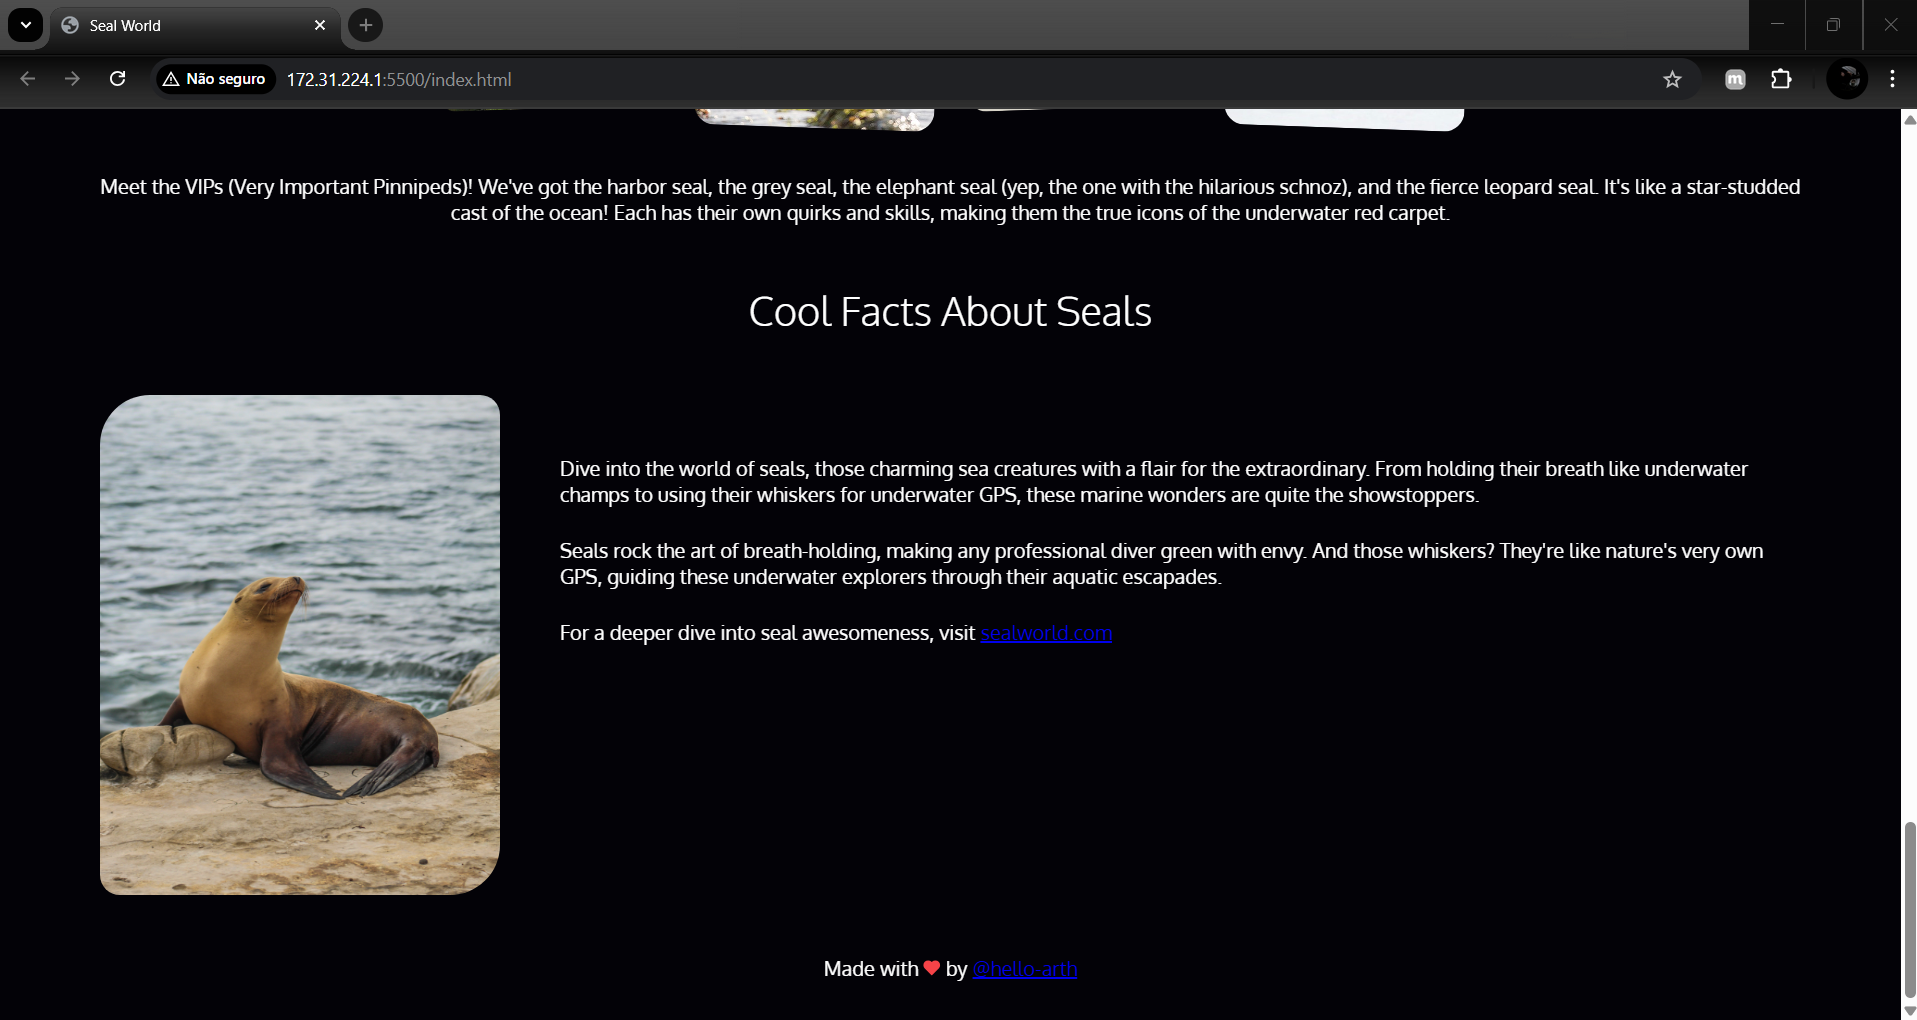 Seal World
Não seguro
172.31.224.1:5500/index.html
m
Meet the VIPs (Very Important Pinnipeds)! We've got the harbor seal, the grey seal, the elephant seal (yep, the one with the hilarious schnoz), and the fierce leopard seal. It's like a star-studded
cast of the ocean! Each has their own quirks and skills, making them the true icons of the underwater red carpet.
Cool Facts About Seals
Dive into the world of seals, those charming sea creatures with a flair for the extraordinary. From holding their breath like underwater
champs to using their whiskers for underwater GPS, these marine wonders are quite the showstoppers.
Seals rock the art of breath-holding, making any professional diver green with envy. And those whiskers? They're like nature's very own
GPS, guiding these underwater explorers through their aquatic escapades.
For a deeper dive into seal awesomeness, visit sealworld.com
Made with ❤ by @hello-arth